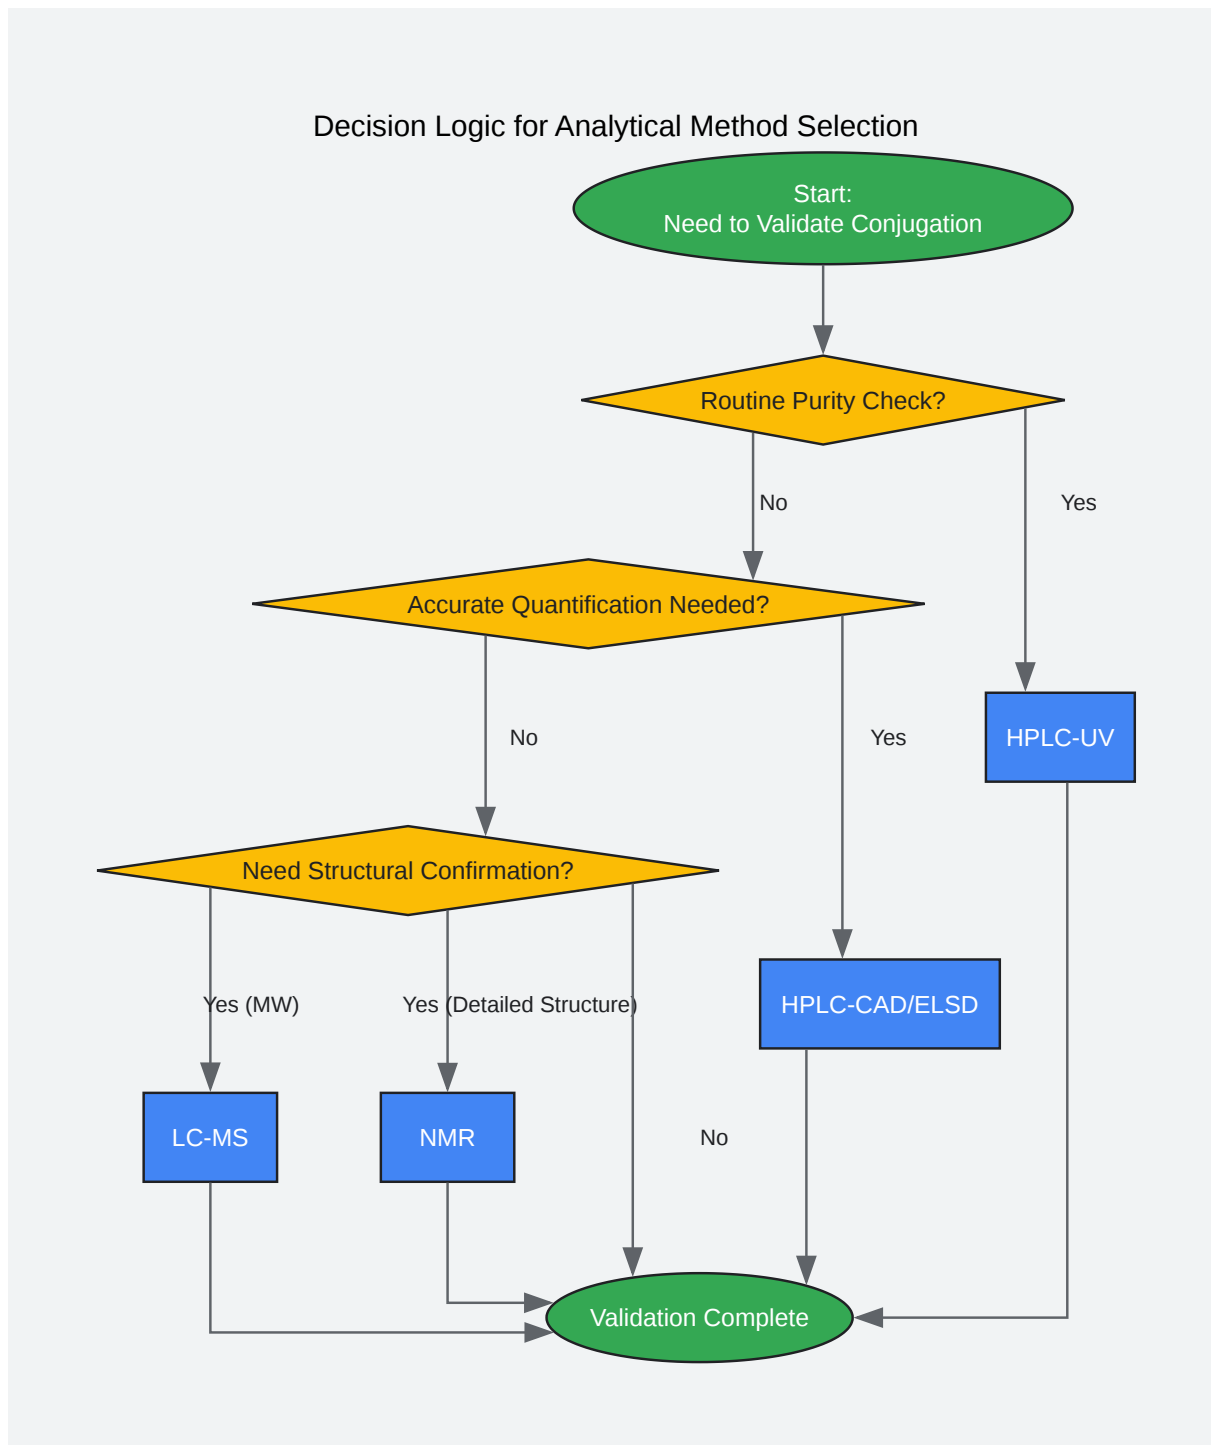 Decision Logic for Analytical Method Selection
Start:
Need to Validate Conjugation
Routine Purity Check?
No
Yes
Accurate Quantification Needed?
No
Yes
HPLC-UV
Need Structural Confirmation?
Yes (MW)
Yes (Detailed Structure)
HPLC-CAD/ELSD
LC-MS
NMR
No
Validation Complete